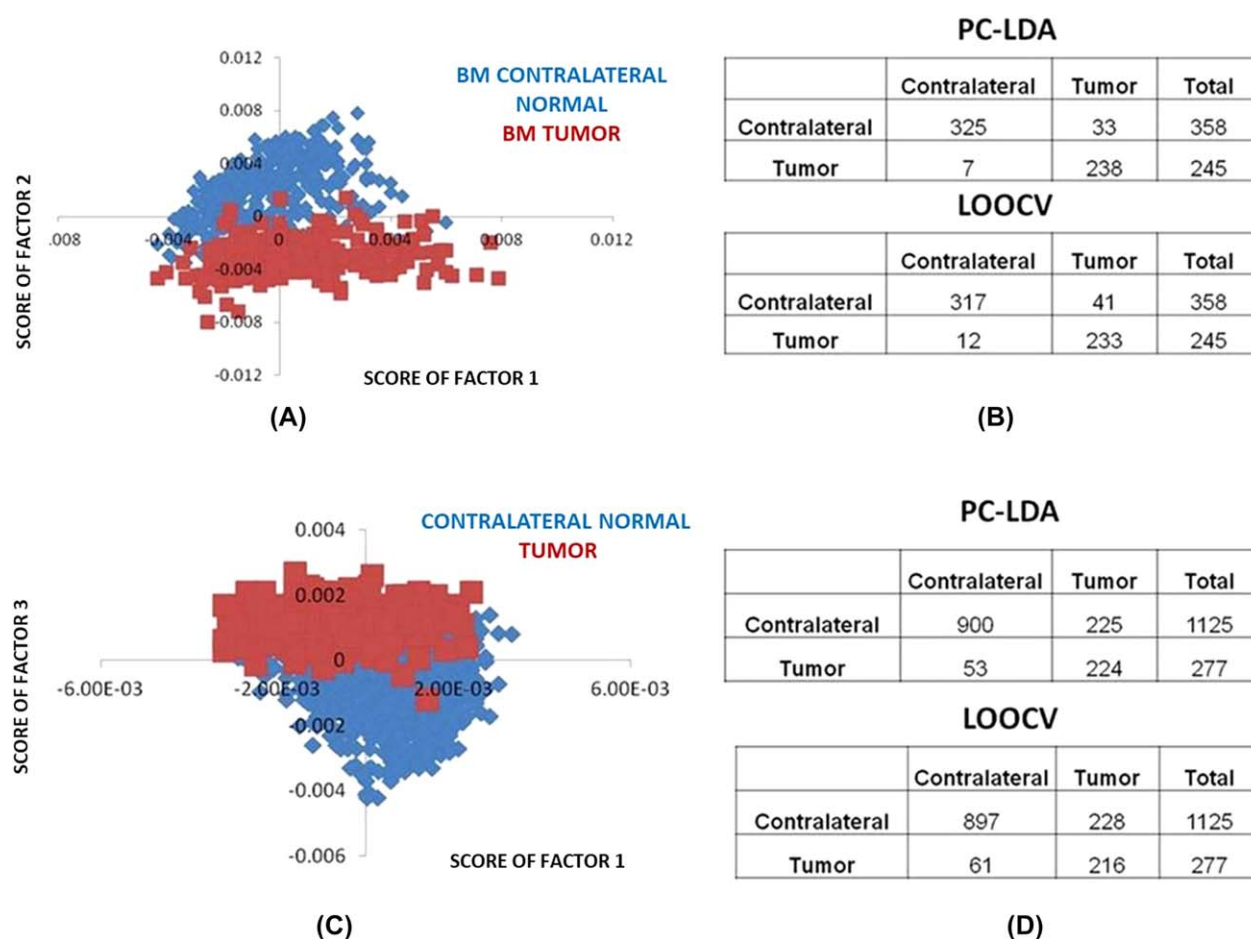 0.012
BM CONTRALATERAL
NORMAL
BM TUMOR
0.008
0.004
0
.008
-0.004
0
0.004
0.008
0.012
-0.004
-0.008
-0.012
SCORE OF FACTOR 2
SCORE OF FACTOR 1
(A)
PC-LDA
Contralateral Tumor Total
Contralateral 325 33 358
Tumor 7 238 245
LOOCV
Contralateral Tumor Total
Contralateral 317 41 358
Tumor 12 233 245
(B)
CONTRALATERAL NORMAL
TUMOR
0.004
0.002
0
-6.00E-03
-2.00E-03
2.00E-03
6.00E-03
-0.002
-0.004
-0.006
SCORE OF FACTOR 3
SCORE OF FACTOR 1
(C)
PC-LDA
Contralateral Tumor Total
Contralateral 900 225 1125
Tumor 53 224 277
LOOCV
Contralateral Tumor Total
Contralateral 897 228 1125
Tumor 61 216 277
(D)